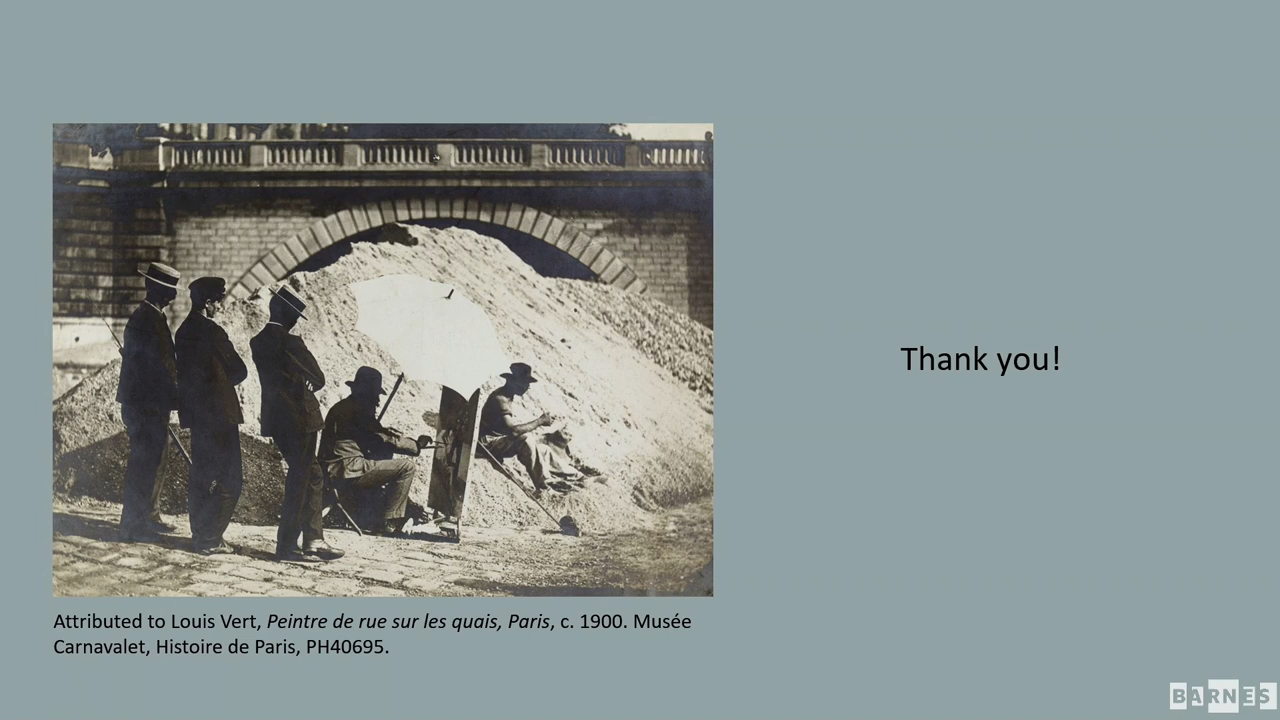 Thank you!
Attributed to Louis Vert, Peintre de rue sur les quais, Paris, c. 1900. Musée
Carnavalet, Histoire de Paris, PH40695.
BARNES